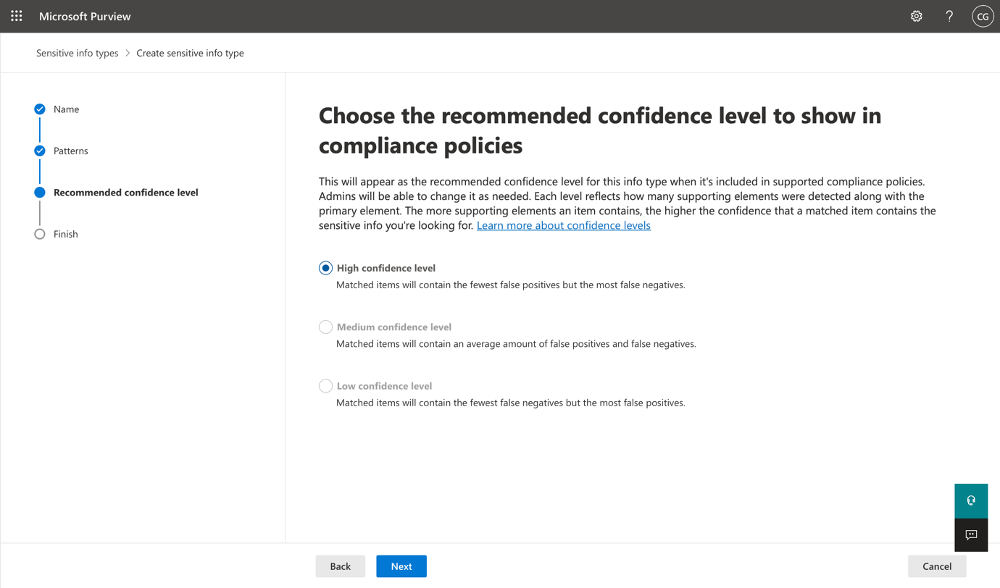 Microsoft Purview
?
CG
Sensitive info types > Create sensitive info type
Name
Patterns
Recommended confidence level
Finish
Choose the recommended confidence level to show in
compliance policies
This will appear as the recommended confidence level for this info type when it's included in supported compliance policies.
Admins will be able to change it as needed. Each level reflects how many supporting elements were detected along with the
primary element. The more supporting elements an item contains, the higher the confidence that a matched item contains the
sensitive info you're looking for. Learn more about confidence levels
High confidence level
Matched items will contain the fewest false positives but the most false negatives.
Medium confidence level
Matched items will contain an average amount of false positives and false negatives.
Low confidence level
Matched items will contain the fewest false negatives but the most false positives.
Back
Next
Cancel